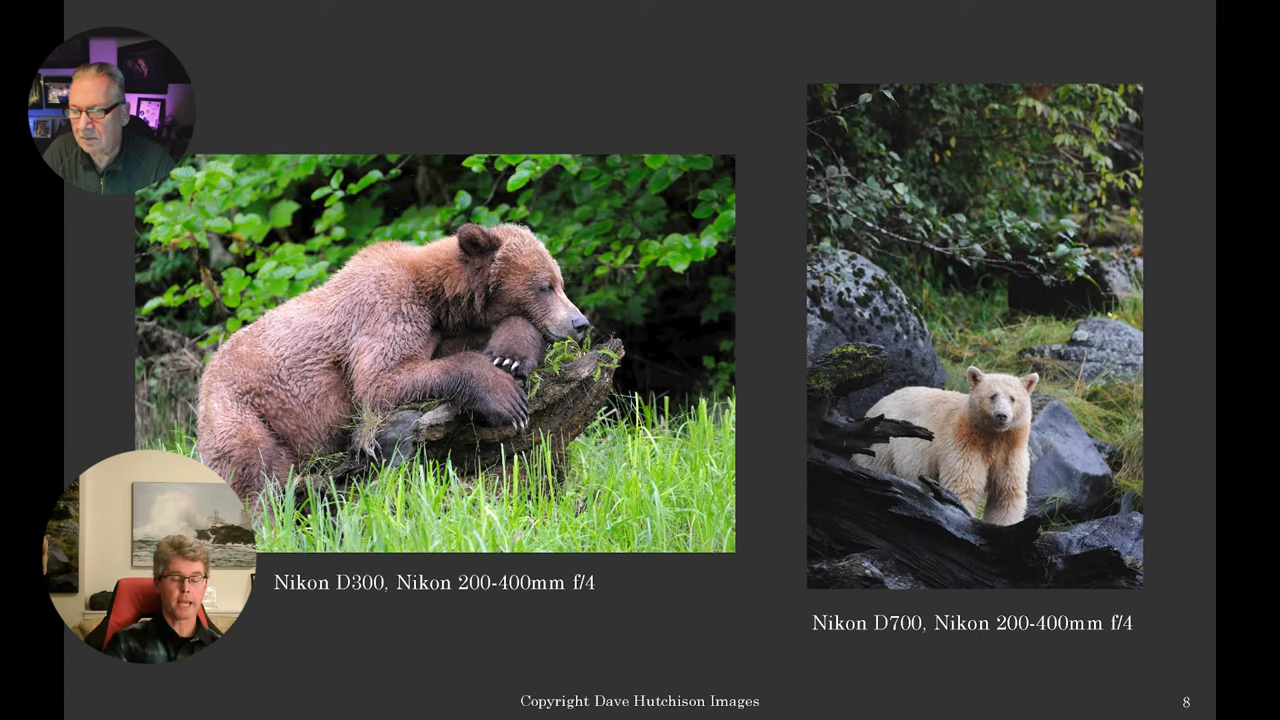 Nikon D300, Nikon 200-400mm f/4
Nikon D700, Nikon 200-400mm f/4
Copyright Dave Hutchison Images
8